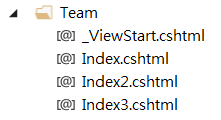 Team
[@] _ViewStart.cshtml
[@] Index.cshtml
[@] Index2.cshtml
[@] Index3.cshtml